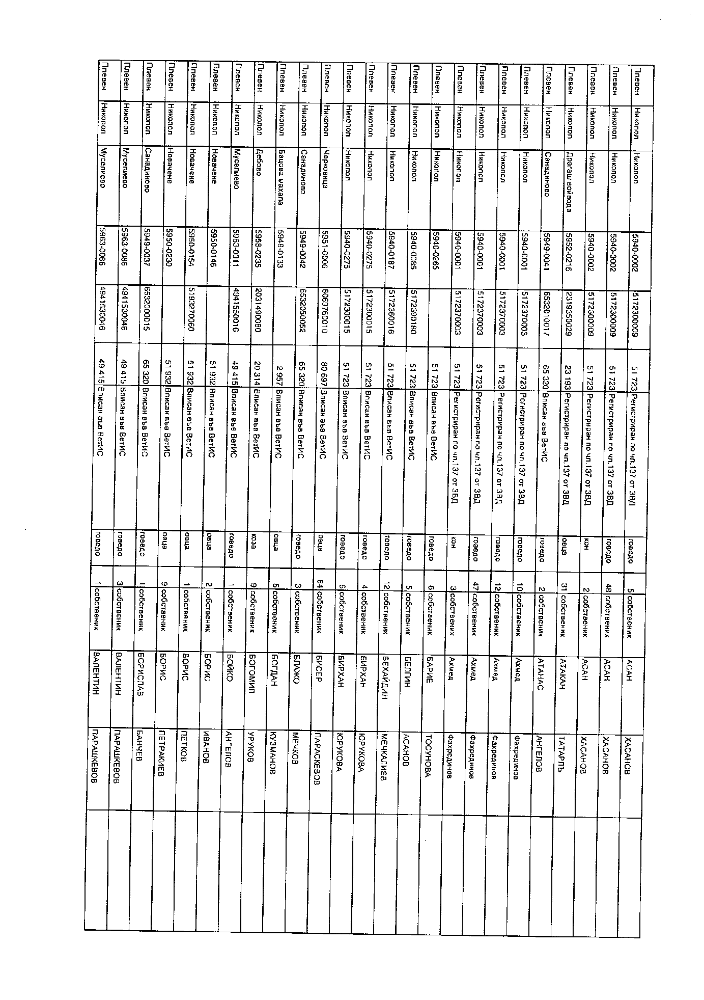 Плевен Никопол Никопол 5940-0002 5172300009 51 723 Регистриран по чл.137 от ЗВД говедо 5 собственик АСАН ХАСАНОВ
Плевен Никопол Никопол 5940-0002 5172300009 51 723 Регистриран по чл.137 от ЗВД говедо 48 собственик АСАН ХАСАНОВ
Плевен Никопол Никопол 5940-0002 5172300009 51 723 Регистриран по чл.137 от ЗВД кон 2 собственик АСАН ХАСАНОВ
Плевен Никопол Драгаш войвода 5952-0216 2319350029 23 193 Регистриран по чл.137 от ЗВД овца 31 собственик АТАКАН ТАТАРЛЪ
Плевен Никопол Санадиново 5949-0041 6532010017 65 320 Вписан във ВетИС говедо 2 собственик АТАНАС АНГЕЛОВ
Плевен Никопол Никопол 5940-0001 5172370003 51 723 Регистриран по чл.137 от ЗВД говедо 10 собственик Ахмед Фахрединов
Плевен Никопол Никопол 5940-0001 5172370003 51 723 Регистриран по чл.137 от ЗВД говедо 12 собственик Ахмед Фахрединов
Плевен Никопол Никопол 5940-0001 5172370003 51 723 Регистриран по чл.137 от ЗВД говедо 47 собственик Ахмед Фахрединов
Плевен Никопол Никопол 5940-0001 5172370003 51 723 Регистриран по чл.137 от ЗВД кон 3 собственик Ахмед Фахрединов
Плевен Никопол Никопол 5940-0265 51 723 Вписан във ВетИС говедо 6 собственик БАРИЕ ТОСУНОВА
Плевен Никопол Никопол 5940-0085 5172390180 51 723 Вписан във ВетИС говедо 5 собственик БЕЛГИН АСАНОВ
Плевен Никопол Никопол 5940-0187 5172360016 51 723 Вписан във ВетИС говедо 12 собственик БЕХАЙДИН МЕЧКАЛИЕВ
Плевен Никопол Никопол 5940-0275 5172300015 51 723 Вписан във ВетИС говедо 4 собственик БИРХАН ЮРУКОВА
Плевен Никопол Никопол 5940-0275 5172300015 51 723 Вписан във ВетИС говедо 6 собственик БИРХАН ЮРУКОВА
Плевен Никопол Черковица 5951-0006 8069760010 80 697 Вписан във ВетИС овца 84 собственик БИСЕР ПАРАСКЕВОВ
Плевен Никопол Санадиново 5949-0042 6532050052 65 320 Вписан във ВетИС говедо 3 собственик БЛАЖО МЕЧКОВ
Плевен Никопол Бацова махала 5948-0133 2 957 Вписан във ВетИС овца 5 собственик БОГДАН КУЗМАНОВ
Плевен Никопол Дебово 5958-0235 2031490080 20 314 Вписан във ВетИС коза 9 собственик БОГОМИЛ УРУКОВ
Плевен Никопол Муселиево 5963-0011 4941550016 49 415 Вписан във ВетИС говедо 1 собственик БОЙКО АНГЕЛОВ
Плевен Никопол Новачене 5950-0146 51 932 Вписан във ВетИС овца 2 собственик БОРИС ИВАНОВ
Плевен Никопол Новачене 5950-0154 5193270060 51 932 Вписан във ВетИС овца 1 собственик БОРИС ПЕТКОВ
Плевен Никопол Новачене 5950-0230 51 932 Вписан във ВетИС овца 9 собственик БОРИС ПЕТРАКИЕВ
Плевен Никопол Санадиново 5949-0037 6532000015 65 320 Вписан във ВетИС говедо 1 собственик БОРИСЛАВ БАНЧЕВ
Плевен Никопол Муселиево 5963-0086 4941530046 49 415 Вписан във ВетИС говедо 3 собственик ВАЛЕНТИН ПАРАШКЕВОВ
Плевен Никопол Муселиево 5963-0086 4941530046 49 415 Вписан във ВетИС говедо 1 собственик ВАЛЕНТИН ПАРАШКЕВОВ